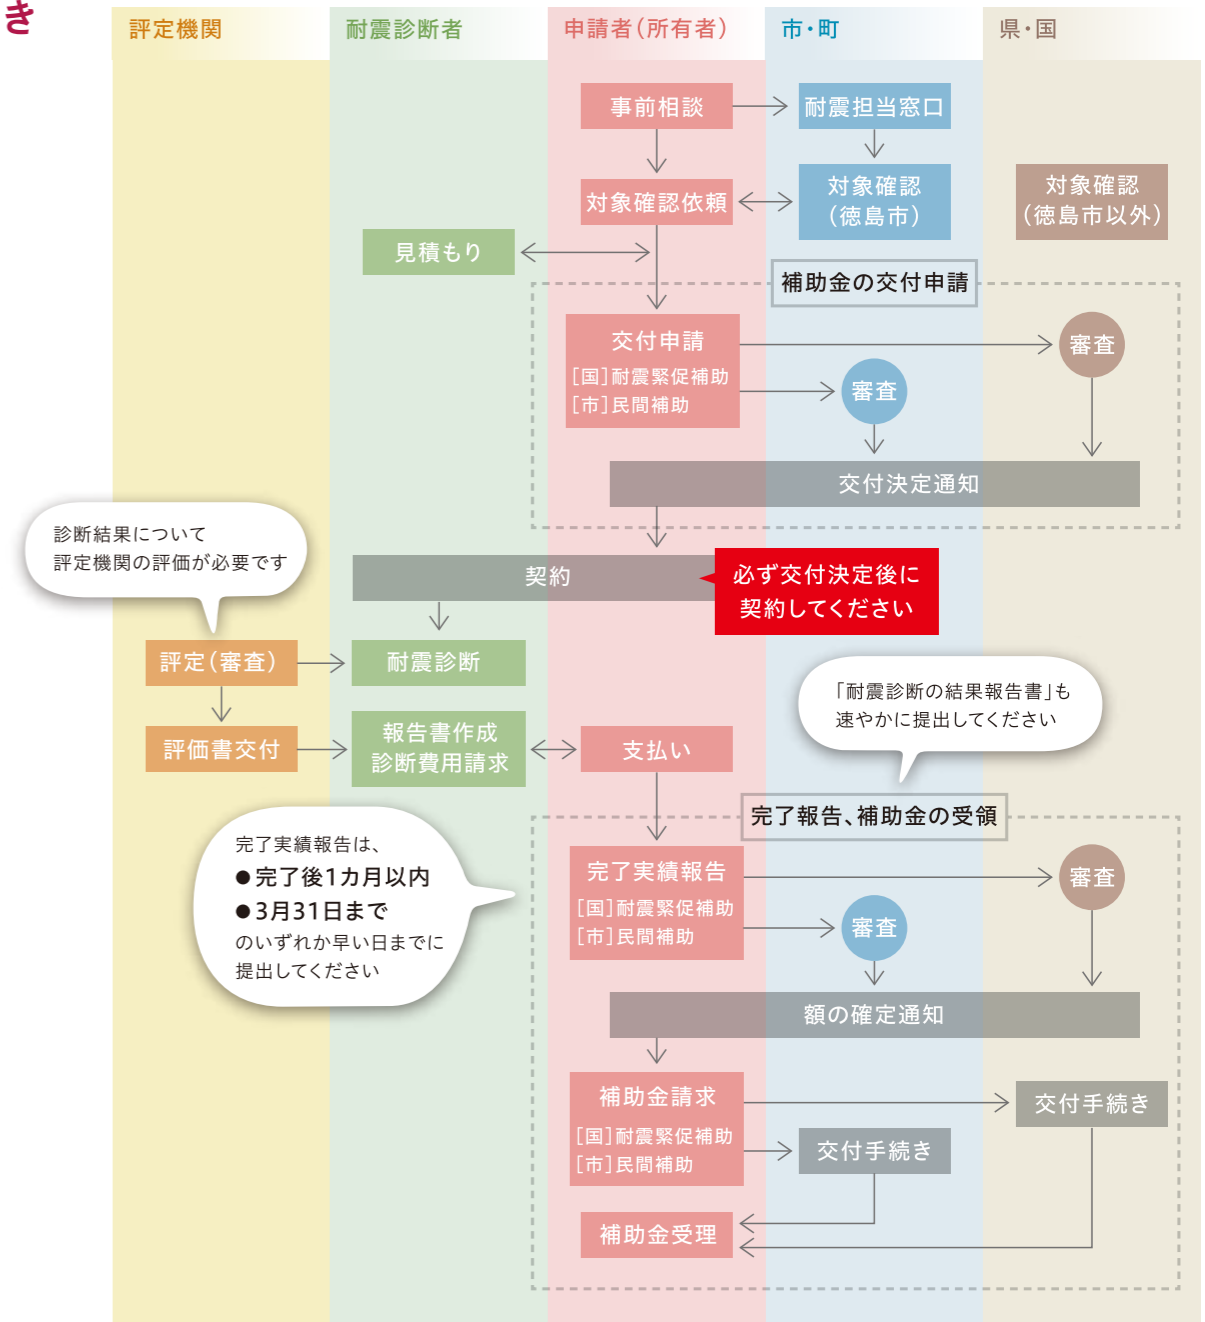 き
評定機関
耐震診断者
申請者(所有者)
市・町
県・国
事前相談
耐震担当窓口
対象確認依頼
対象確認
(徳島市)
対象確認
(徳島市以外)
見積もり
補助金の交付申請
交付申請
[国]耐震緊促補助
[市]民間補助
審査
審査
交付決定通知
診断結果について
評定機関の評価が必要です
契約
必ず交付決定後に
契約してください
評定(審査)
耐震診断
「耐震診断の結果報告書」も
速やかに提出してください
評価書交付
報告書作成
診断費用請求
支払い
完了報告、補助金の受領
完了実績報告は、
●完了後1カ月以内
●3月31日まで
のいずれか早い日までに
提出してください
完了実績報告
[国]耐震緊促補助
[市]民間補助
審査
審査
額の確定通知
補助金請求
[国]耐震緊促補助
[市]民間補助
交付手続き
交付手続き
補助金受理